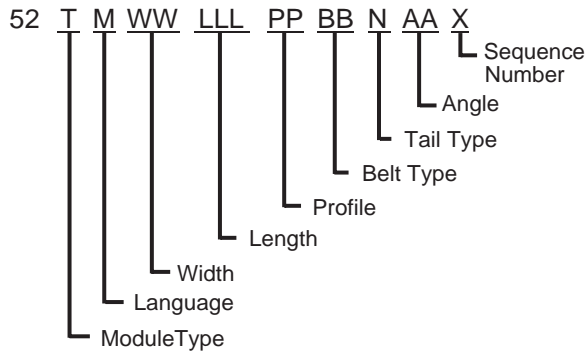 52 T M WW LLL PP BB N AA X
Sequence
Number
Angle
Tail Type
Belt Type
Profile
Length
Width
Language
ModuleType